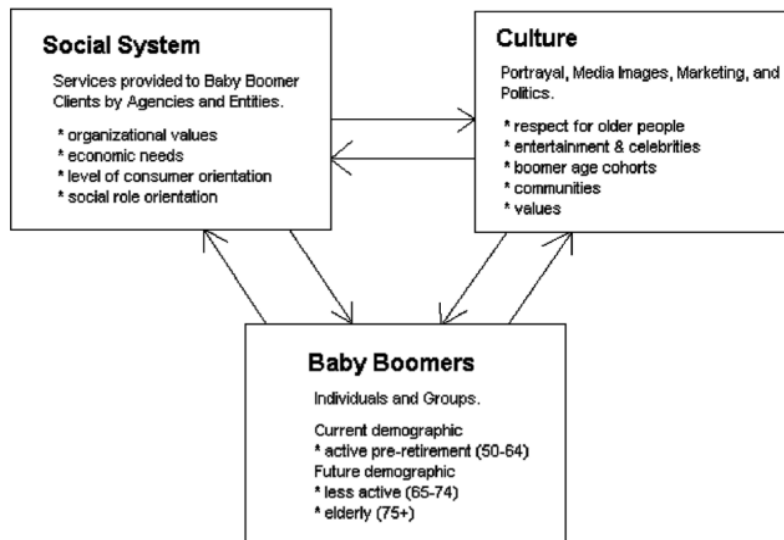 Social System
Services provided to Baby Boomer
Clients by Agencies and Entities.
* organizational values
* economic needs
* level of consumer orientation
* social role orientation
Culture
Portrayal, Media Images, Marketing, and
Politics.
* respect for older people
* entertainment & celebrities
* boomer age cohorts
* communities
* values
Baby Boomers
Individuals and Groups.
Current demographic
* active pre-retirement (50-64)
Future demographic
* less active (65-74)
* elderly (75+)